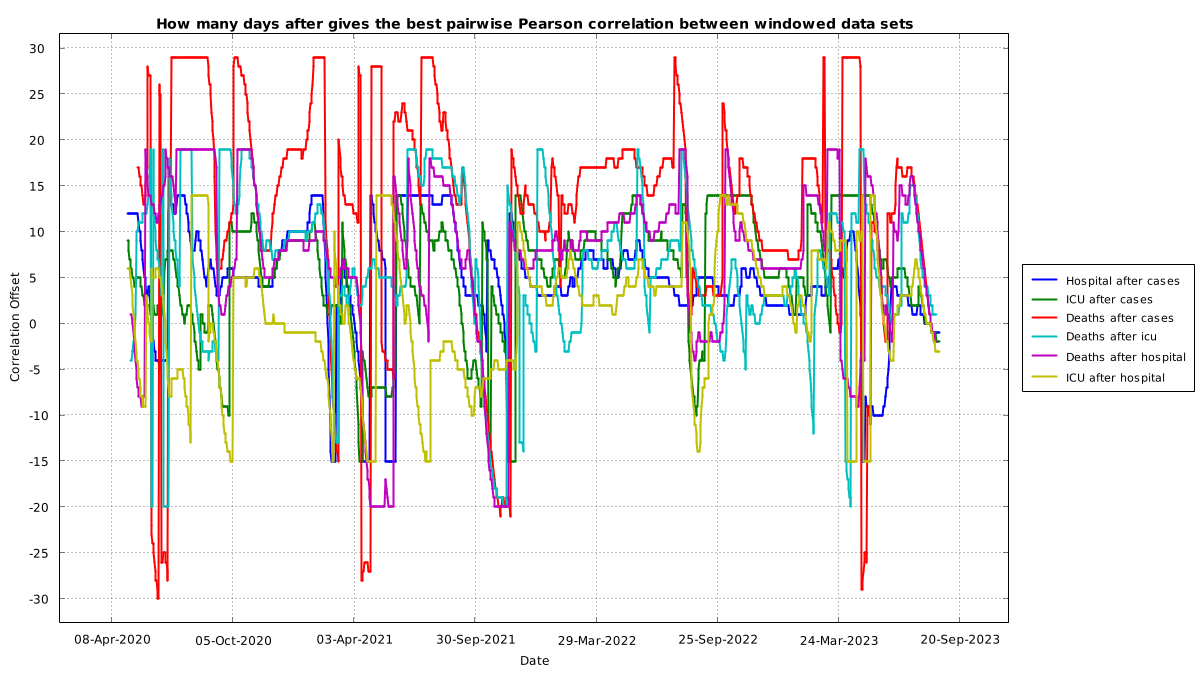 How many days after gives the best pairwise Pearson correlation between windowed data sets
30
25
20
15
10
5
0
-5
-10
-15
-20
-25
-30
Correlation Offset
08-Apr-2020
05-Oct-2020
03-Apr-2021
30-Sep-2021
29-Mar-2022
25-Sep-2022
24-Mar-2023
20-Sep-2023
Date
Hospital after cases
ICU after cases
Deaths after cases
Deaths after icu
Deaths after hospital
ICU after hospital